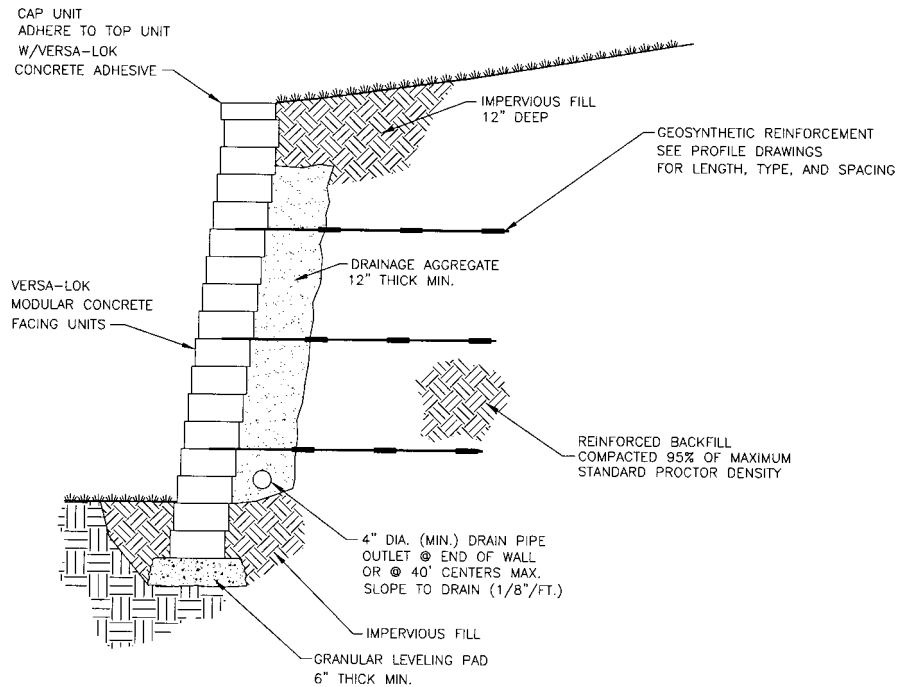 CAP UNIT
ADHERE TO TOP UNIT
W/VERSA-LOK
CONCRETE ADHESIVE
IMPERVIOUS FILL
12" DEEP
GEOSYNTHETIC REINFORCEMENT
SEE PROFILE DRAWINGS
FOR LENGTH, TYPE, AND SPACING
DRAINAGE AGGREGATE
12" THICK MIN.
VERSA-LOK
MODULAR CONCRETE
FACING UNITS
REINFORCED BACKFILL
COMPACTED 95% OF MAXIMUM
STANDARD PROCTOR DENSITY
4" DIA. (MIN.) DRAIN PIPE
OUTLET @ END OF WALL
OR @ 40' CENTERS MAX.
SLOPE TO DRAIN (1/8"/FT.)
IMPERVIOUS FILL
GRANULAR LEVELING PAD
6" THICK MIN.